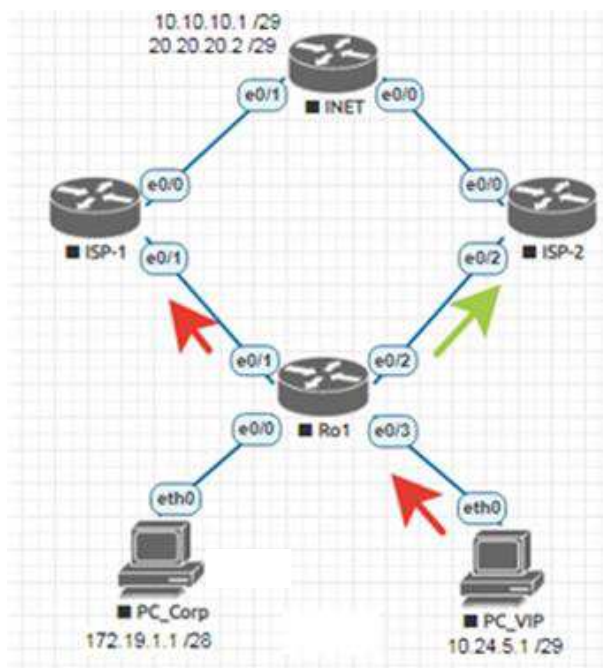 10.10.10.1 /29
20.20.20.2 /29
e0/1
e0/0
INET
e0/0
e0/0
ISP-1
ISP-2
e0/1
e0/2
e0/1
e0/2
e0/0
Ro1
e0/3
eth0
eth0
PC_Corp
PC_VIP
172.19.1.1 /28
10.24.5.1 /29